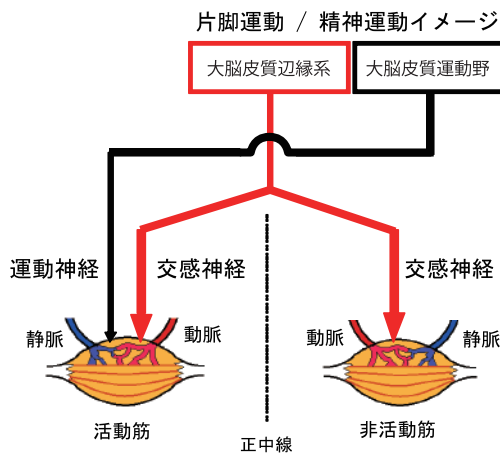 片脚運動 / 精神運動イメージ
大脳皮質辺縁系
大脳皮質運動野
運動神経
交感神経
交感神経
静脈
動脈
動脈
静脈
活動筋
正中線
非活動筋